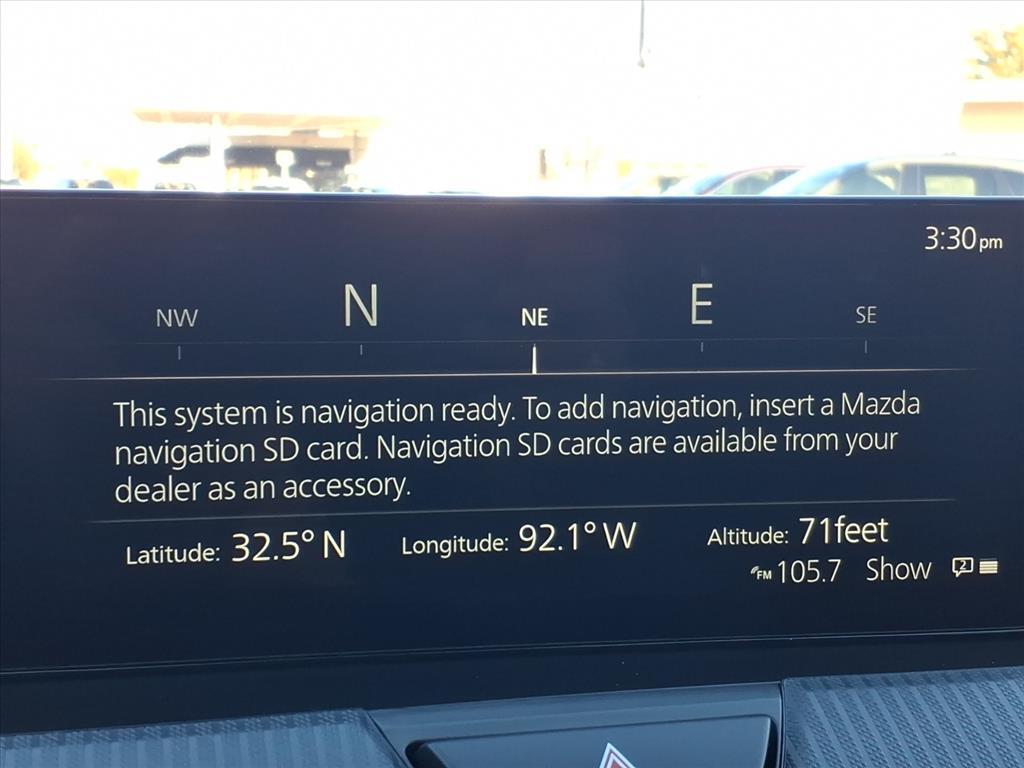 3:30pm
NW N NE E SE
This system is navigation ready. To add navigation, insert a Mazda
navigation SD card. Navigation SD cards are available from your
dealer as an accessory.
Latitude: 32.5° N Longitude: 92.1° W Altitude: 71feet
FM 105.7 Show 2